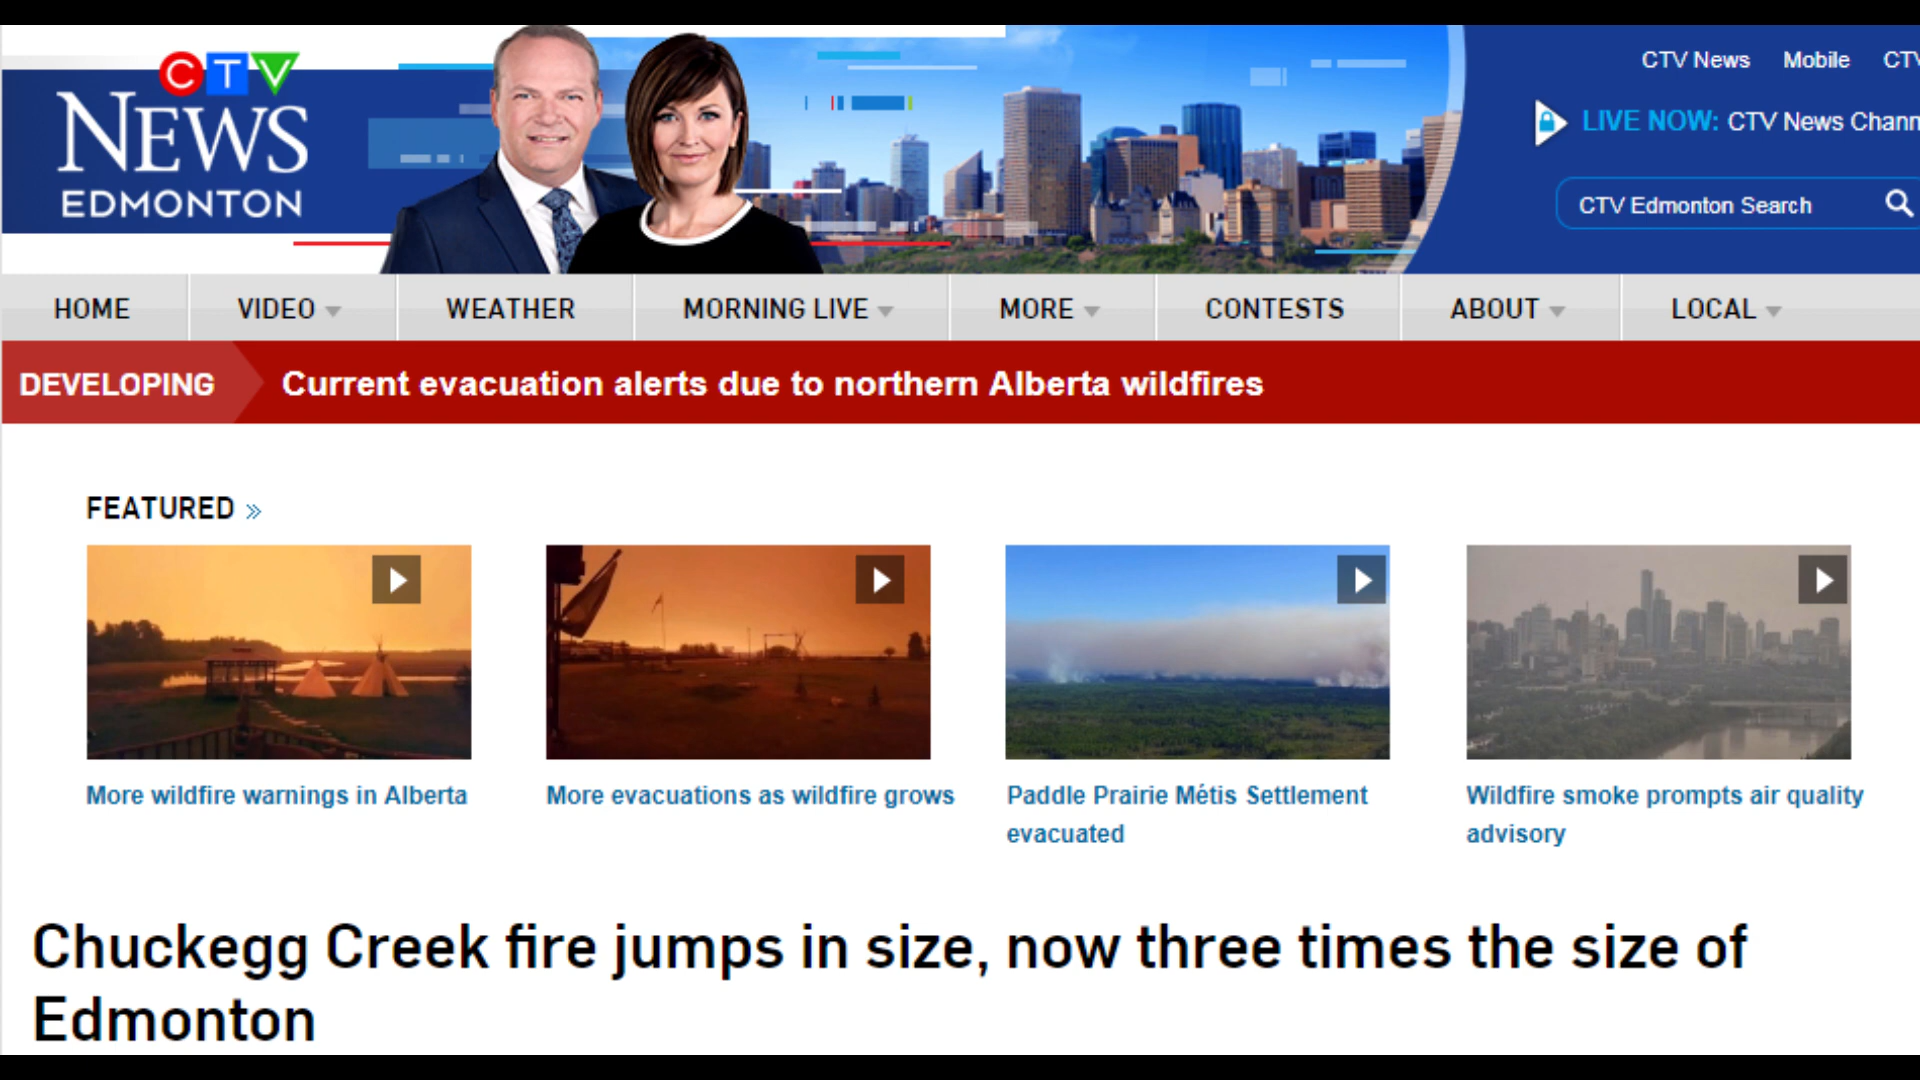 CTV
NEWS
EDMONTON
CTV News Mobile
LIVE NOW: CTV News
CTV Edmonton Search
HOME VIDEO WEATHER MORNING LIVE MORE CONTESTS ABOUT LOCAL
DEVELOPING Current evacuation alerts due to northern Alberta wildfires
FEATURED »
More wildfire warnings in Alberta
More evacuations as wildfire grows
Paddle Prairie Métis Settlement
evacuated
Wildfire smoke prompts air quality
advisory
Chuckegg Creek fire jumps in size, now three times the size of
Edmonton